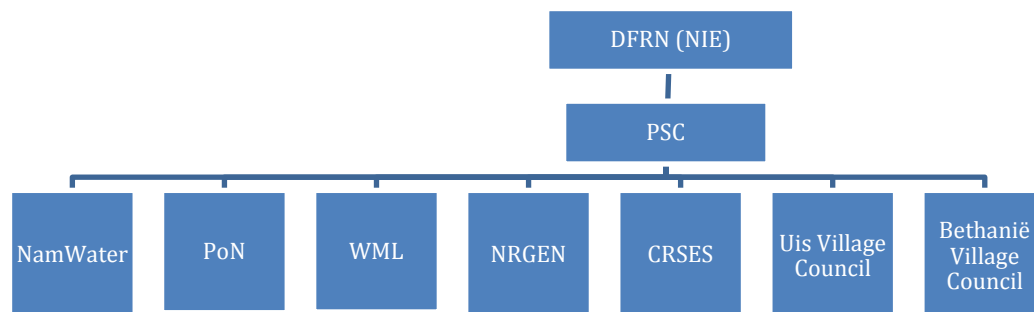 DFRN (NIE)
PSC
NamWater
PoN
WML
NRGEN
CRSES
Uis Village
Council
Bethanië
Village
Council